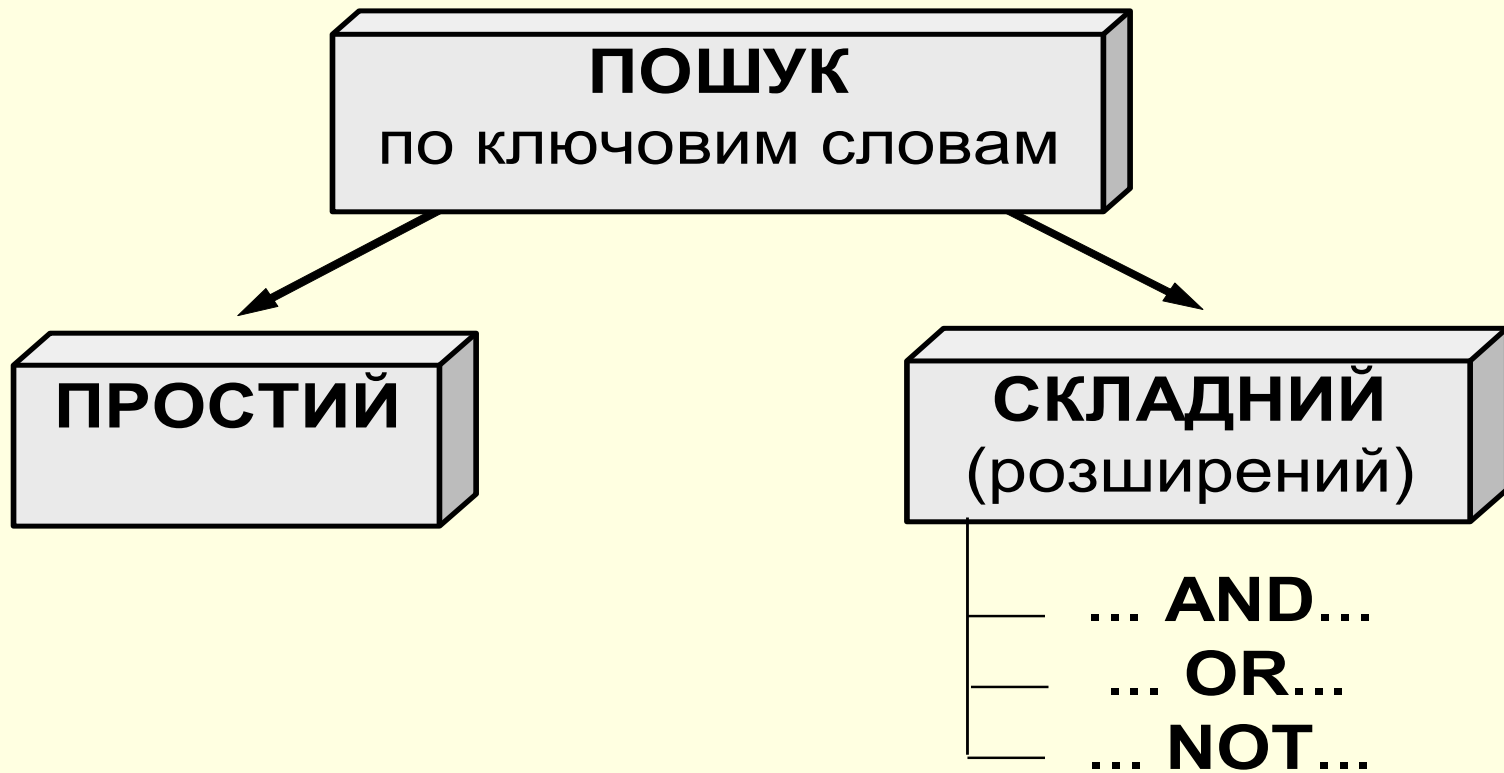 ПОШУК
по ключовим словам
ПРОСТИЙ
СКЛАДНИЙ
(розширений)
... AND...
... OR...
... NOT...